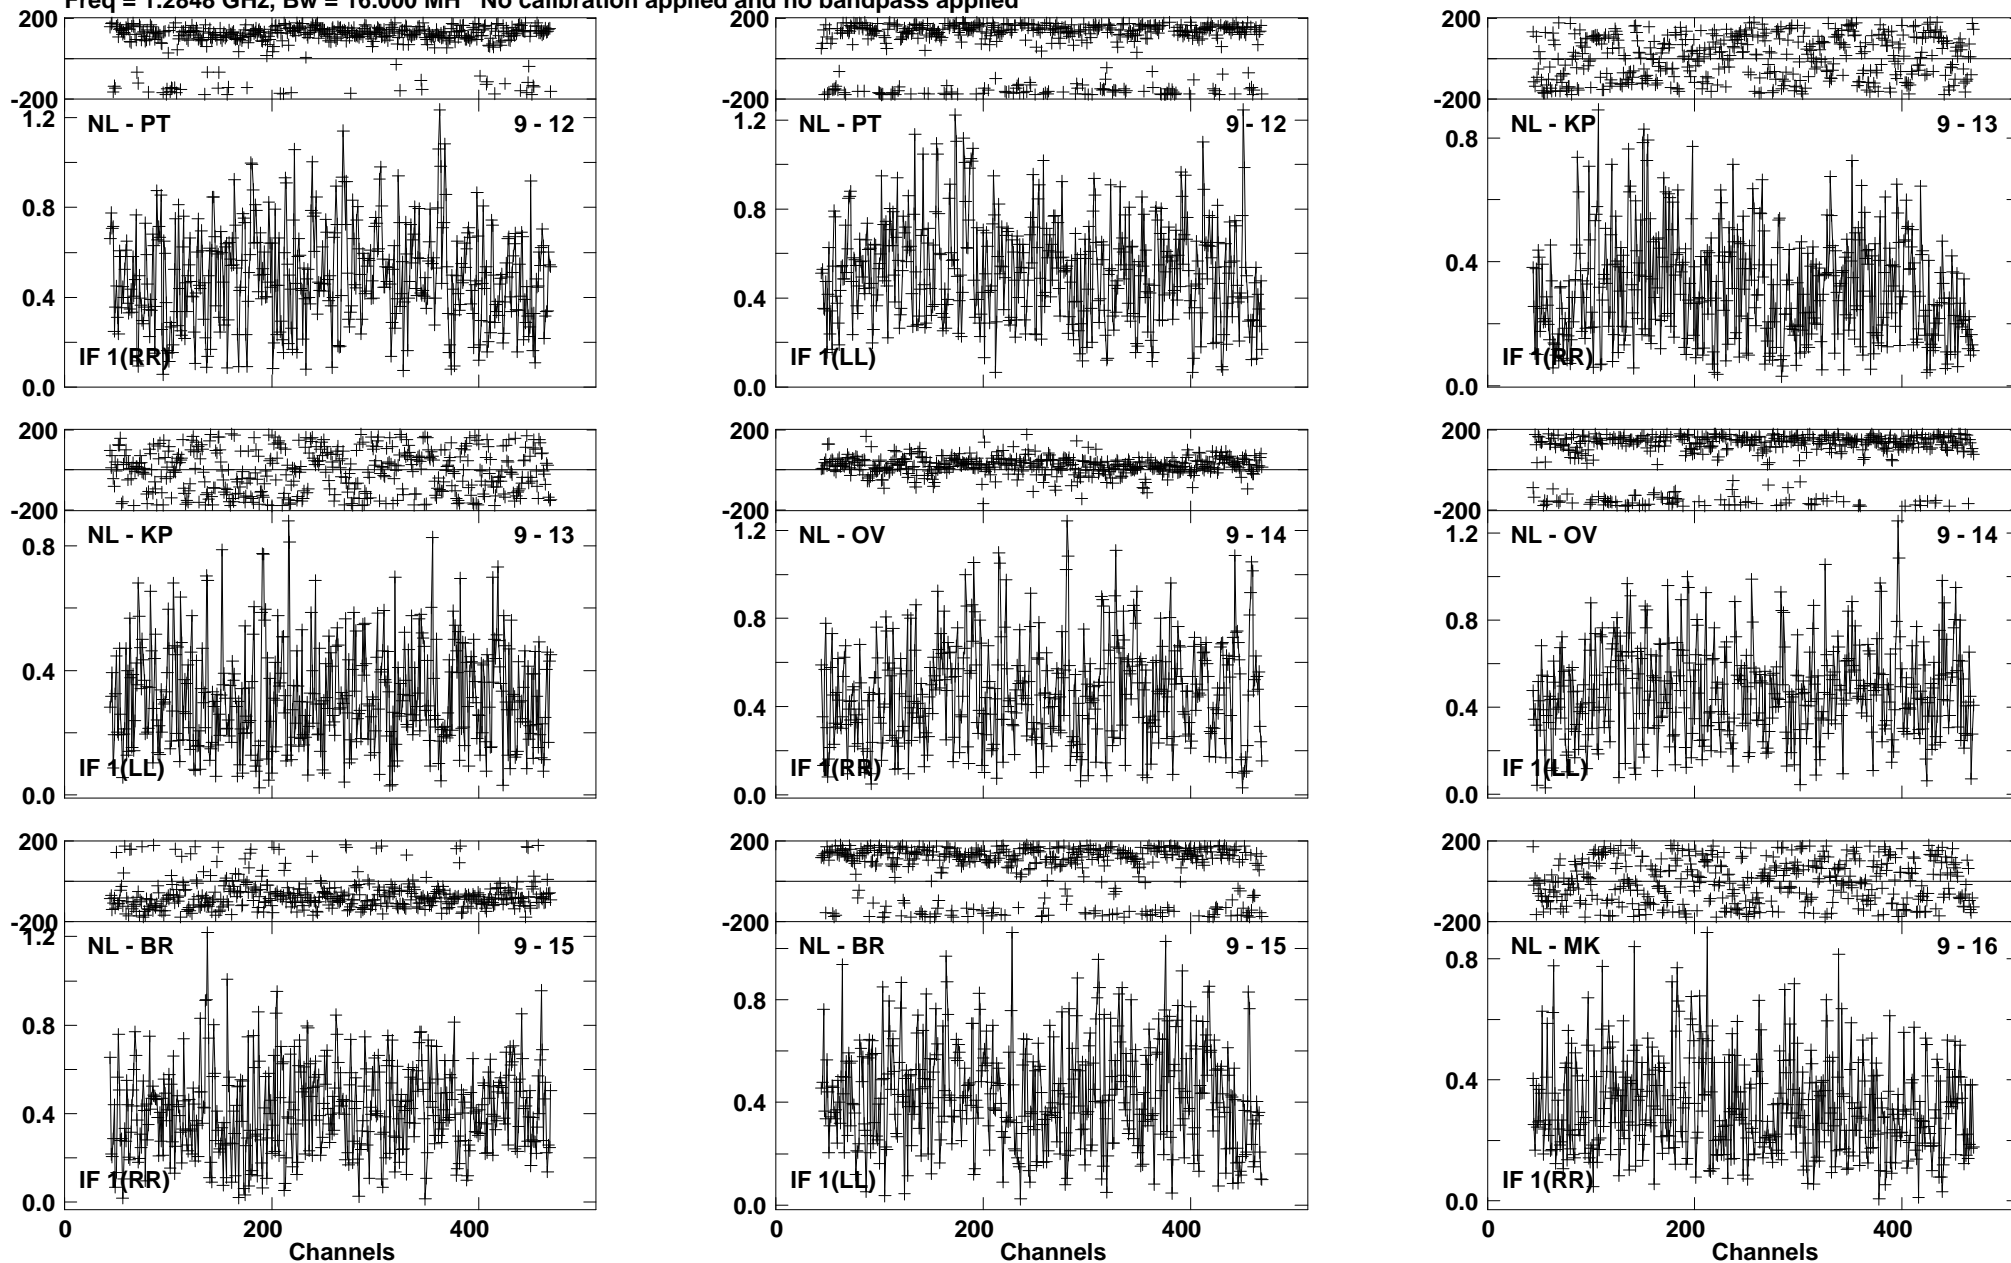 Freq = 1.2848 GHz, Bw = 16.000 MH No calibration applied and no bandpass applied
200
-200
1.2
0.8
0.4
0.0
NL - PT 9 - 12
IF 1(RR)
200
-200
1.2
0.8
0.4
0.0
NL - PT 9 - 12
IF 1(LL)
200
-200
0.8
0.4
0.0
NL - KP 9 - 13
IF 1(RR)
200
-200
0.8
0.4
0.0
NL - KP 9 - 13
IF 1(LL)
200
-200
1.2
0.8
0.4
0.0
NL - OV 9 - 14
IF 1(RR)
200
-200
1.2
0.8
0.4
0.0
NL - OV 9 - 14
IF 1(LL)
200
-200
1.2
0.8
0.4
0.0
NL - BR 9 - 15
IF 1(RR)
0 200 400
Channels
200
-200
0.8
0.4
0.0
NL - BR 9 - 15
IF 1(LL)
0 200 400
Channels
200
-200
0.8
0.4
0.0
NL - MK 9 - 16
IF 1(RR)
0 200 400
Channels